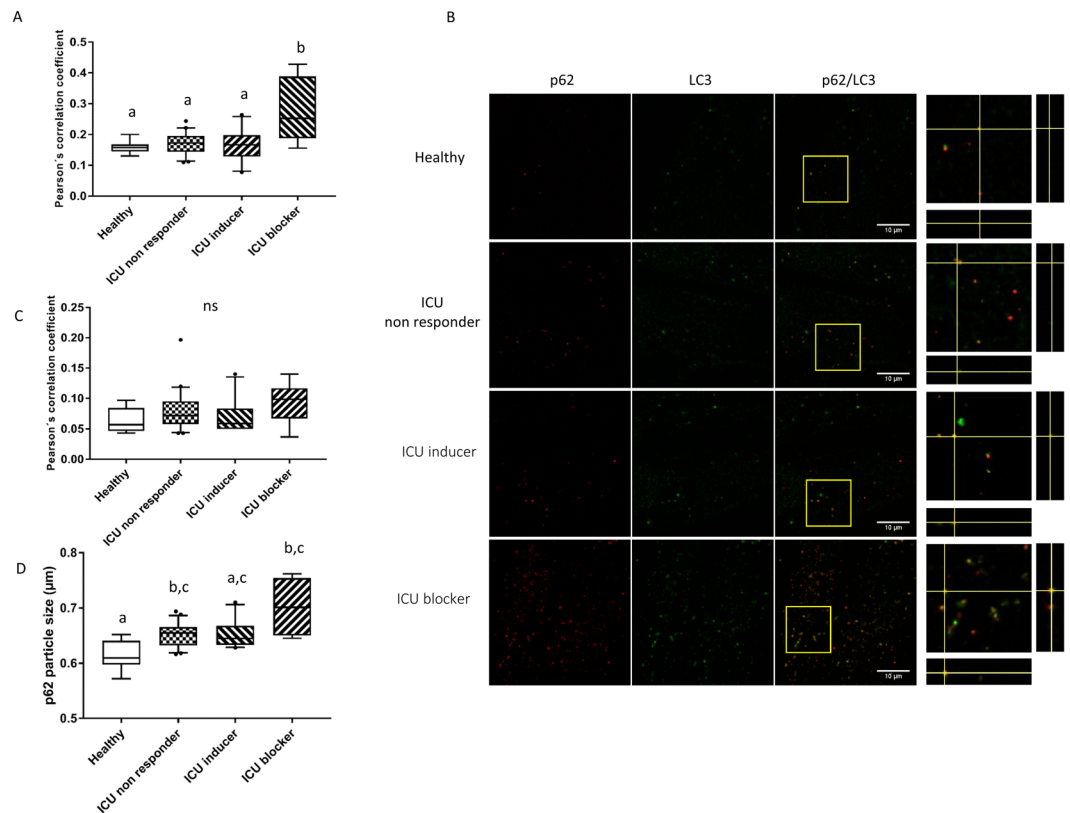 A
Pearson´s correlation coefficient
0.5
0.4
0.3
0.2
0.1
0.0
a
a
a
b
Healthy
ICU non responder
ICU inducer
ICU blocker
B
p62
LC3
p62/LC3
Healthy
10 µm
ICU
non responder
10 µm
ICU inducer
10 µm
ICU blocker
10 µm
C
Pearson´s correlation coefficient
0.25
0.20
0.15
0.10
0.05
0.00
ns
Healthy
ICU non responder
ICU inducer
ICU blocker
D
p62 particle size (µm)
0.8
0.7
0.6
0.5
a
b,c
a,c
b,c
Healthy
ICU non responder
ICU inducer
ICU blocker